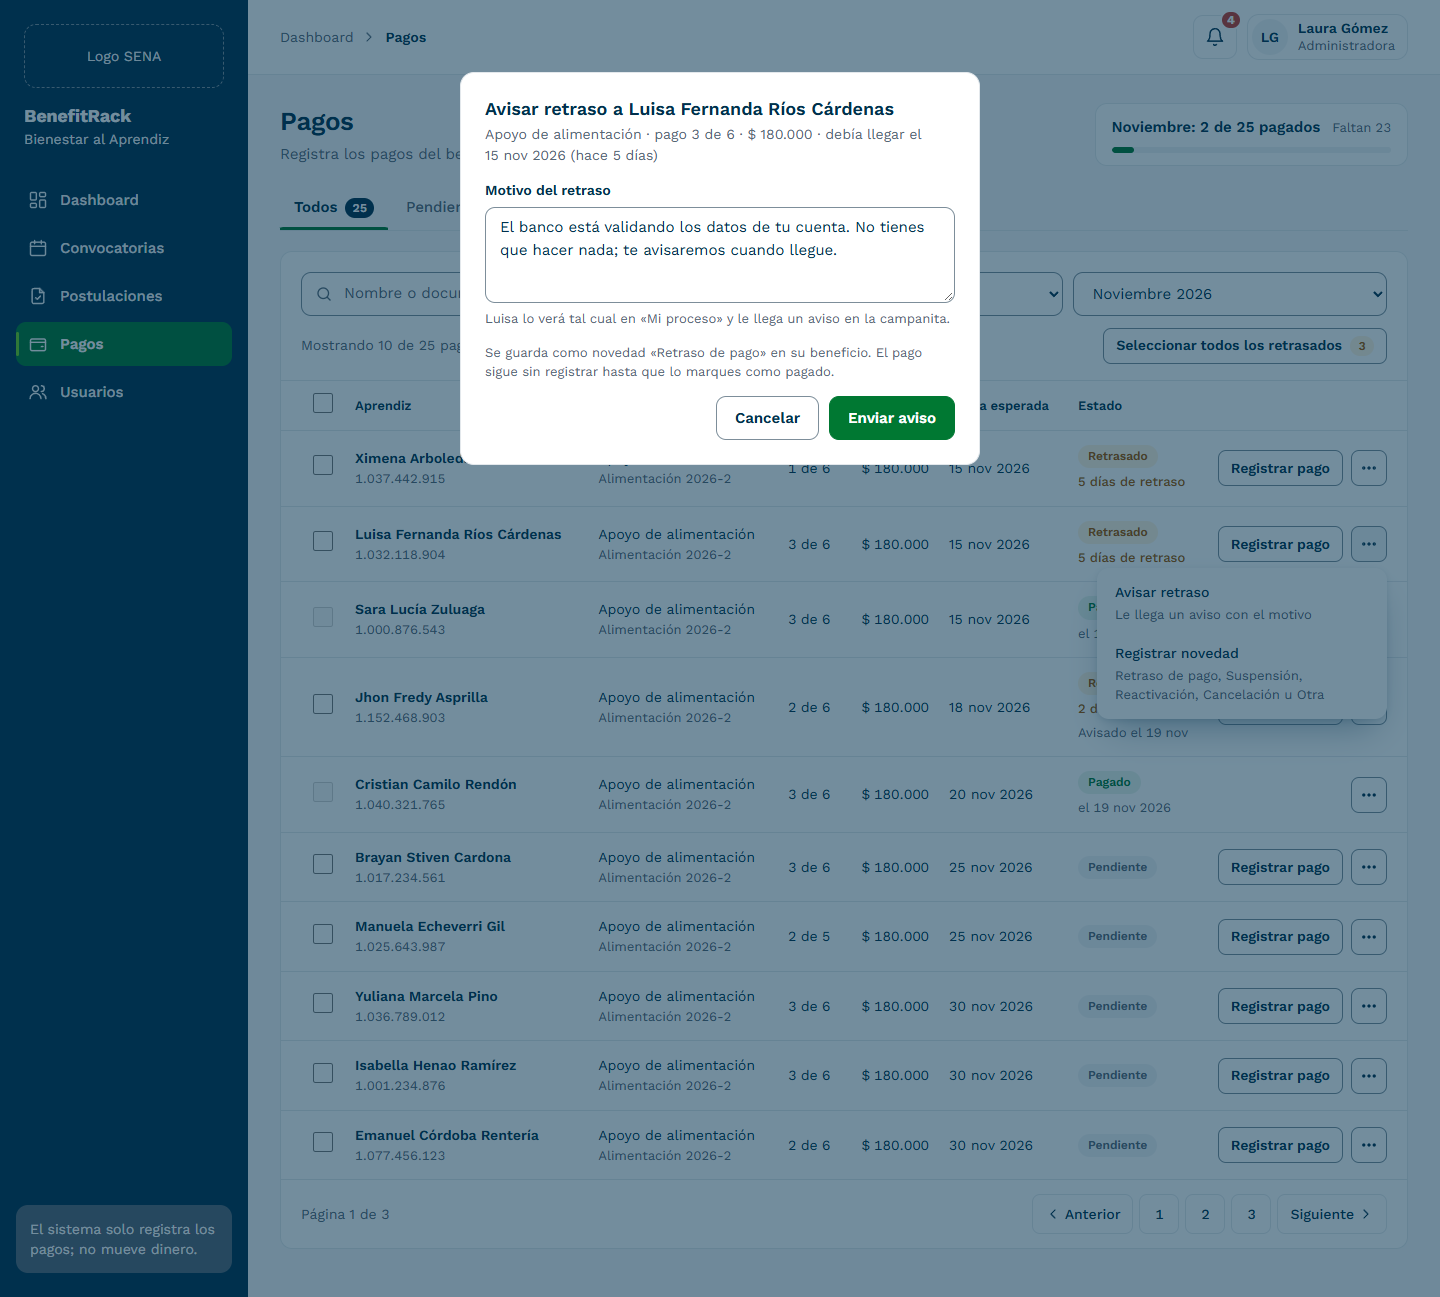 Logo SENA
BenefitRack
Bienestar al Aprendiz
Dashboard
Convocatorias
Postulaciones
Pagos
Usuarios
El sistema solo registra los
pagos; no mueve dinero.
Dashboard > Pagos
4
LG
Laura Gómez
Administradora
Pagos
Registra los pagos del
Noviembre: 2 de 25 pagados Faltan 23
Todos 25
Avisar retraso a Luisa Fernanda Ríos Cárdenas
Apoyo de alimentación · pago 3 de 6 · $ 180.000 · debía llegar el
15 nov 2026 (hace 5 días)
Motivo del retraso
El banco está validando los datos de tu cuenta. No tienes
que hacer nada; te avisaremos cuando llegue.
Luisa lo verá tal cual en «Mi proceso» y le llega un aviso en la campanita.
Se guarda como novedad «Retraso de pago» en su beneficio. El pago
sigue sin registrar hasta que lo marques como pagado.
Cancelar
Enviar aviso
Nombre o
Noviembre 2026
Mostrando 10 de 25
Seleccionar todos los retrasados 3
Aprendiz esperada Estado
Ximena 1 de 6 $ 180.000 15 nov 2026 Retrasado Registrar pago ...
1.037.442.915 Alimentación 2026-2 5 días de retraso
Luisa Fernanda Ríos Cárdenas Apoyo de alimentación 3 de 6 $ 180.000 15 nov 2026 Retrasado Registrar pago ...
1.032.118.904 Alimentación 2026-2 5 días de retraso
Avisar retraso
Le llega un aviso con el motivo
Registrar novedad
Retraso de pago, Suspensión,
Reactivación, Cancelación u Otra
Sara Lucía Zuluaga Apoyo de alimentación 3 de 6 $ 180.000 15 nov 2026
1.000.876.543 Alimentación 2026-2 el
Jhon Fredy Asprilla Apoyo de alimentación 2 de 6 $ 180.000 18 nov 2026
1.152.468.903 Alimentación 2026-2 2
Avisado el 19 nov
Cristian Camilo Rendón Apoyo de alimentación 3 de 6 $ 180.000 20 nov 2026 Pagado ...
1.040.321.765 Alimentación 2026-2 el 19 nov 2026
Brayan Stiven Cardona Apoyo de alimentación 3 de 6 $ 180.000 25 nov 2026 Pendiente Registrar pago ...
1.017.234.561 Alimentación 2026-2
Manuela Echeverri Gil Apoyo de alimentación 2 de 5 $ 180.000 25 nov 2026 Pendiente Registrar pago ...
1.025.643.987 Alimentación 2026-2
Yuliana Marcela Pino Apoyo de alimentación 3 de 6 $ 180.000 30 nov 2026 Pendiente Registrar pago ...
1.036.789.012 Alimentación 2026-2
Isabella Henao Ramírez Apoyo de alimentación 3 de 6 $ 180.000 30 nov 2026 Pendiente Registrar pago ...
1.001.234.876 Alimentación 2026-2
Emanuel Córdoba Rentería Apoyo de alimentación 2 de 6 $ 180.000 30 nov 2026 Pendiente Registrar pago ...
1.077.456.123 Alimentación 2026-2
Página 1 de 3 Anterior 1 2 3 Siguiente